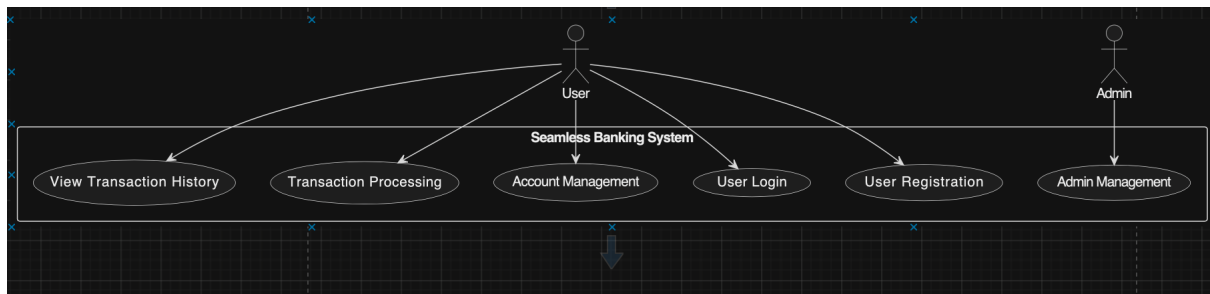 User
Admin
Seamless Banking System
View Transaction History
Transaction Processing
Account Management
User Login
User Registration
Admin Management